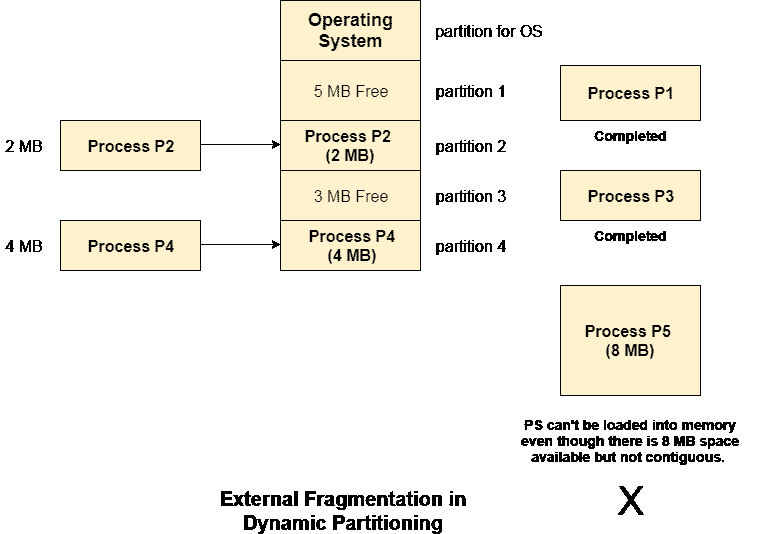 Operating
System
partition for OS
5 MB Free
partition 1
Process P1
Completed
2 MB
Process P2
Process P2
(2 MB)
partition 2
3 MB Free
partition 3
Process P3
Completed
4 MB
Process P4
Process P4
(4 MB)
partition 4
Process P5
(8 MB)
PS can't be loaded into memory
even though there is 8 MB space
available but not contiguous.
X
External Fragmentation in
Dynamic Partitioning